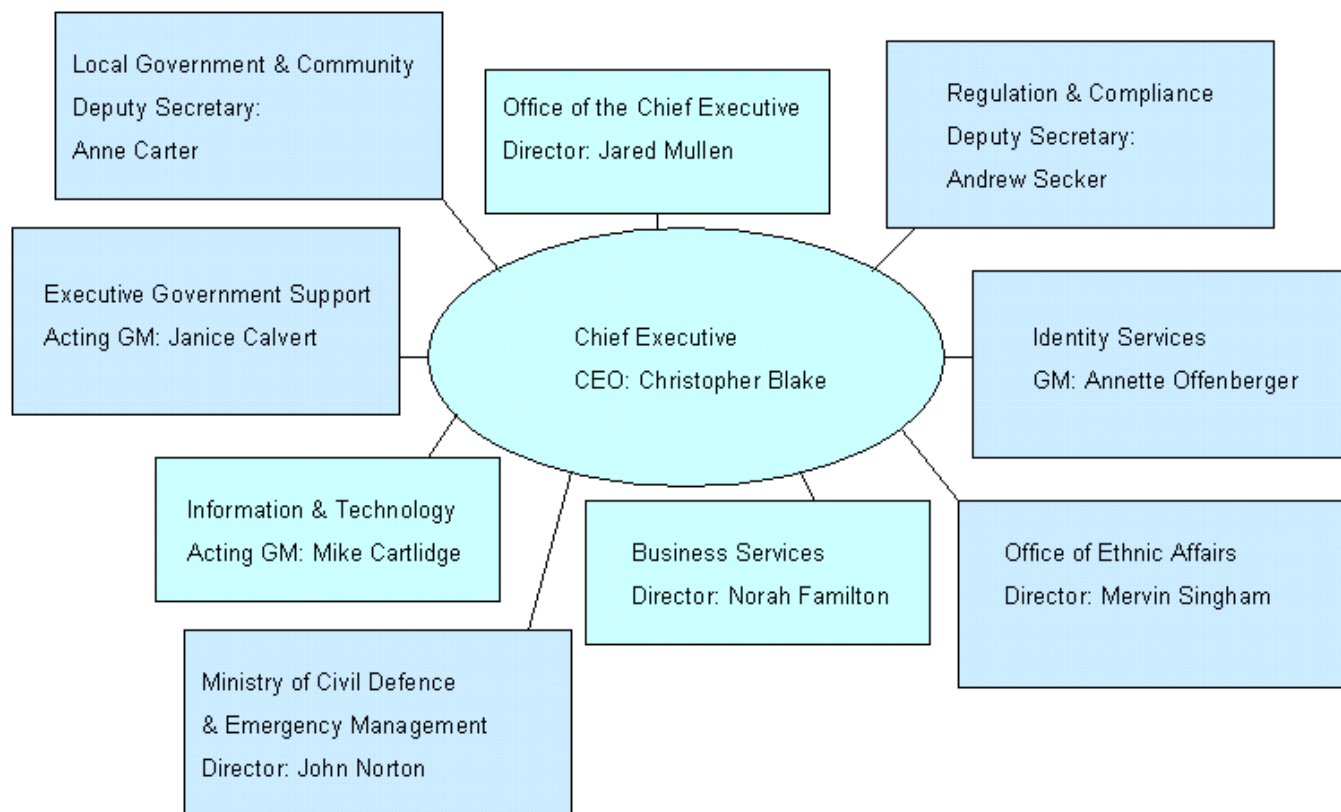 Local Government & Community
Deputy Secretary:
Anne Carter
Office of the Chief Executive
Director: Jared Mullen
Regulation & Compliance
Deputy Secretary:
Andrew Secker
Executive Government Support
Acting GM: Janice Calvert
Chief Executive
CEO: Christopher Blake
Identity Services
GM: Annette Offenberger
Information & Technology
Acting GM: Mike Cartlidge
Business Services
Director: Norah Familton
Office of Ethnic Affairs
Director: Mervin Singham
Ministry of Civil Defence
& Emergency Management
Director: John Norton